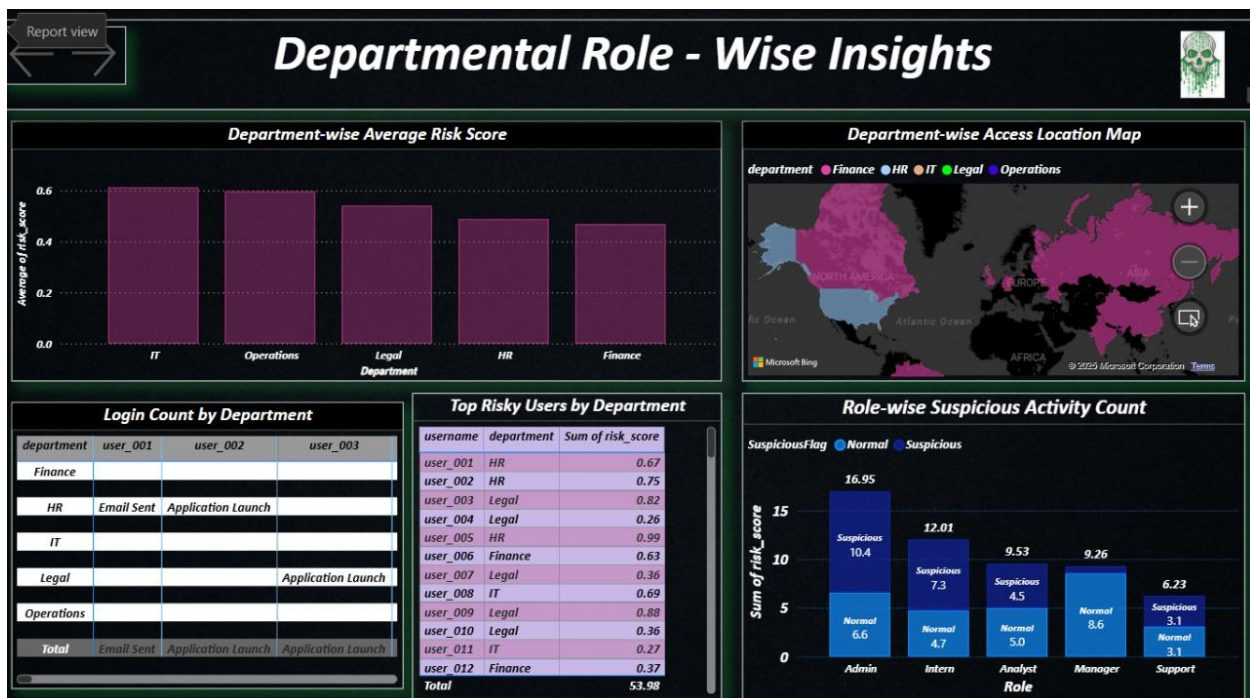 Report view
Departmental Role - Wise Insights
Department-wise Average Risk Score
Average of risk_score
0.6
0.4
0.2
0.0
IT Operations Legal HR Finance
Department
Department-wise Access Location Map
department Finance HR IT Legal Operations
NORTH AMERICA EUROPE ASIA
Atlantic Ocean
fic Ocean
AFRICA
Microsoft Bing
© 2025 Microsoft Corporation Terms
Login Count by Department
department user_001 user_002 user_003
Finance
HR Email Sent Application Launch
IT
Legal Application Launch
Operations
Total Email Sent Application Launch Application Launch
Top Risky Users by Department
username department Sum of risk_score
user_001 HR 0.67
user_002 HR 0.75
user_003 Legal 0.82
user_004 Legal 0.26
user_005 HR 0.99
user_006 Finance 0.63
user_007 Legal 0.36
user_008 IT 0.69
user_009 Legal 0.88
user_010 Legal 0.36
user_011 IT 0.27
user_012 Finance 0.37
Total 53.98
Role-wise Suspicious Activity Count
SuspiciousFlag Normal Suspicious
Sum of risk_score
15
10
5
0
16.95
Suspicious
10.4
Normal
6.6
12.01
Suspicious
7.3
Normal
4.7
9.53
Suspicious
4.5
Normal
5.0
9.26
Normal
8.6
6.23
Suspicious
3.1
Normal
3.1
Admin Intern Analyst Manager Support
Role